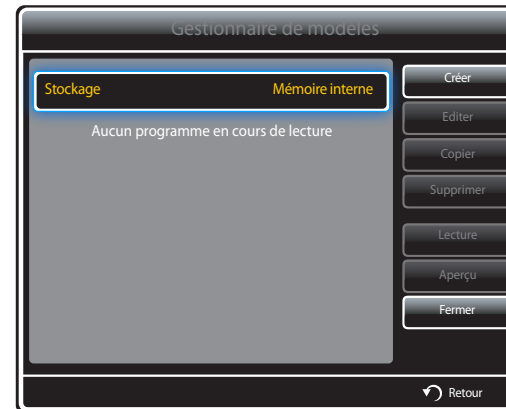 Gestionnaire de modèles
Stockage Mémoire interne
Aucun programme en cours de lecture
Créer
Editer
Copier
Supprimer
Lecture
Aperçu
Fermer
Retour